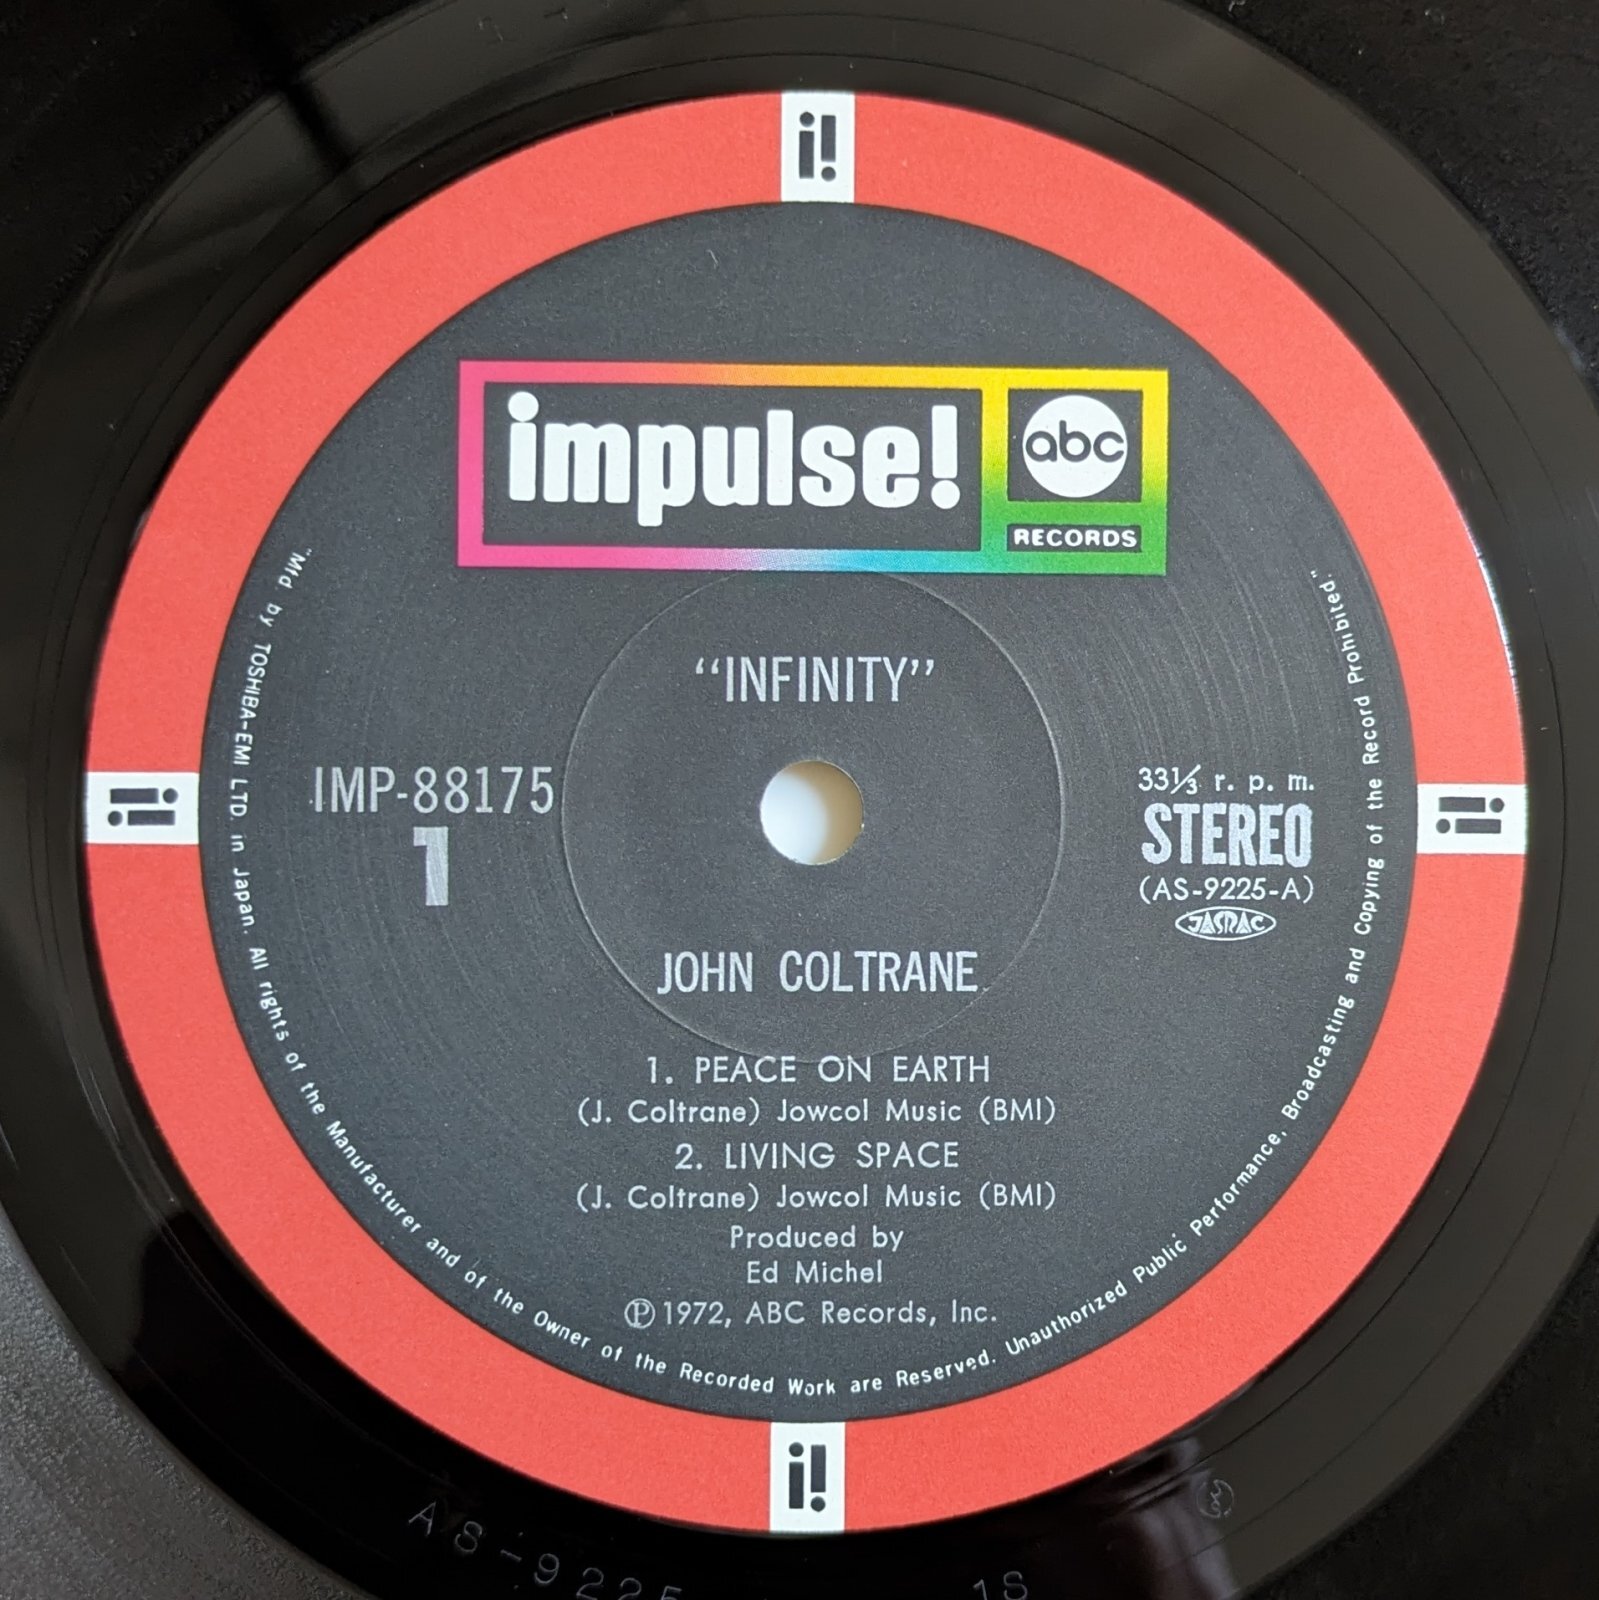 i!
impulse!
abc
RECORDS
"INFINITY"
IMP-88175
1
33⅓ r. p. m.
STEREO
(AS-9225-A)
JASRAC
JOHN COLTRANE
1. PEACE ON EARTH
(J. Coltrane) Jowcol Music (BMI)
2. LIVING SPACE
(J. Coltrane) Jowcol Music (BMI)
Produced by
Ed Michel
Ⓟ1972, ABC Records, Inc.
"Mfd by TOSHIBA-EMI LTD. in Japan. All rights of the Manufacturer and of the Owner of the Recorded Work are Reserved. Unauthorized Public Performance, Broadcasting and Copying of the Record Prohibited."
i!
i!
i!
AS-9225 1S